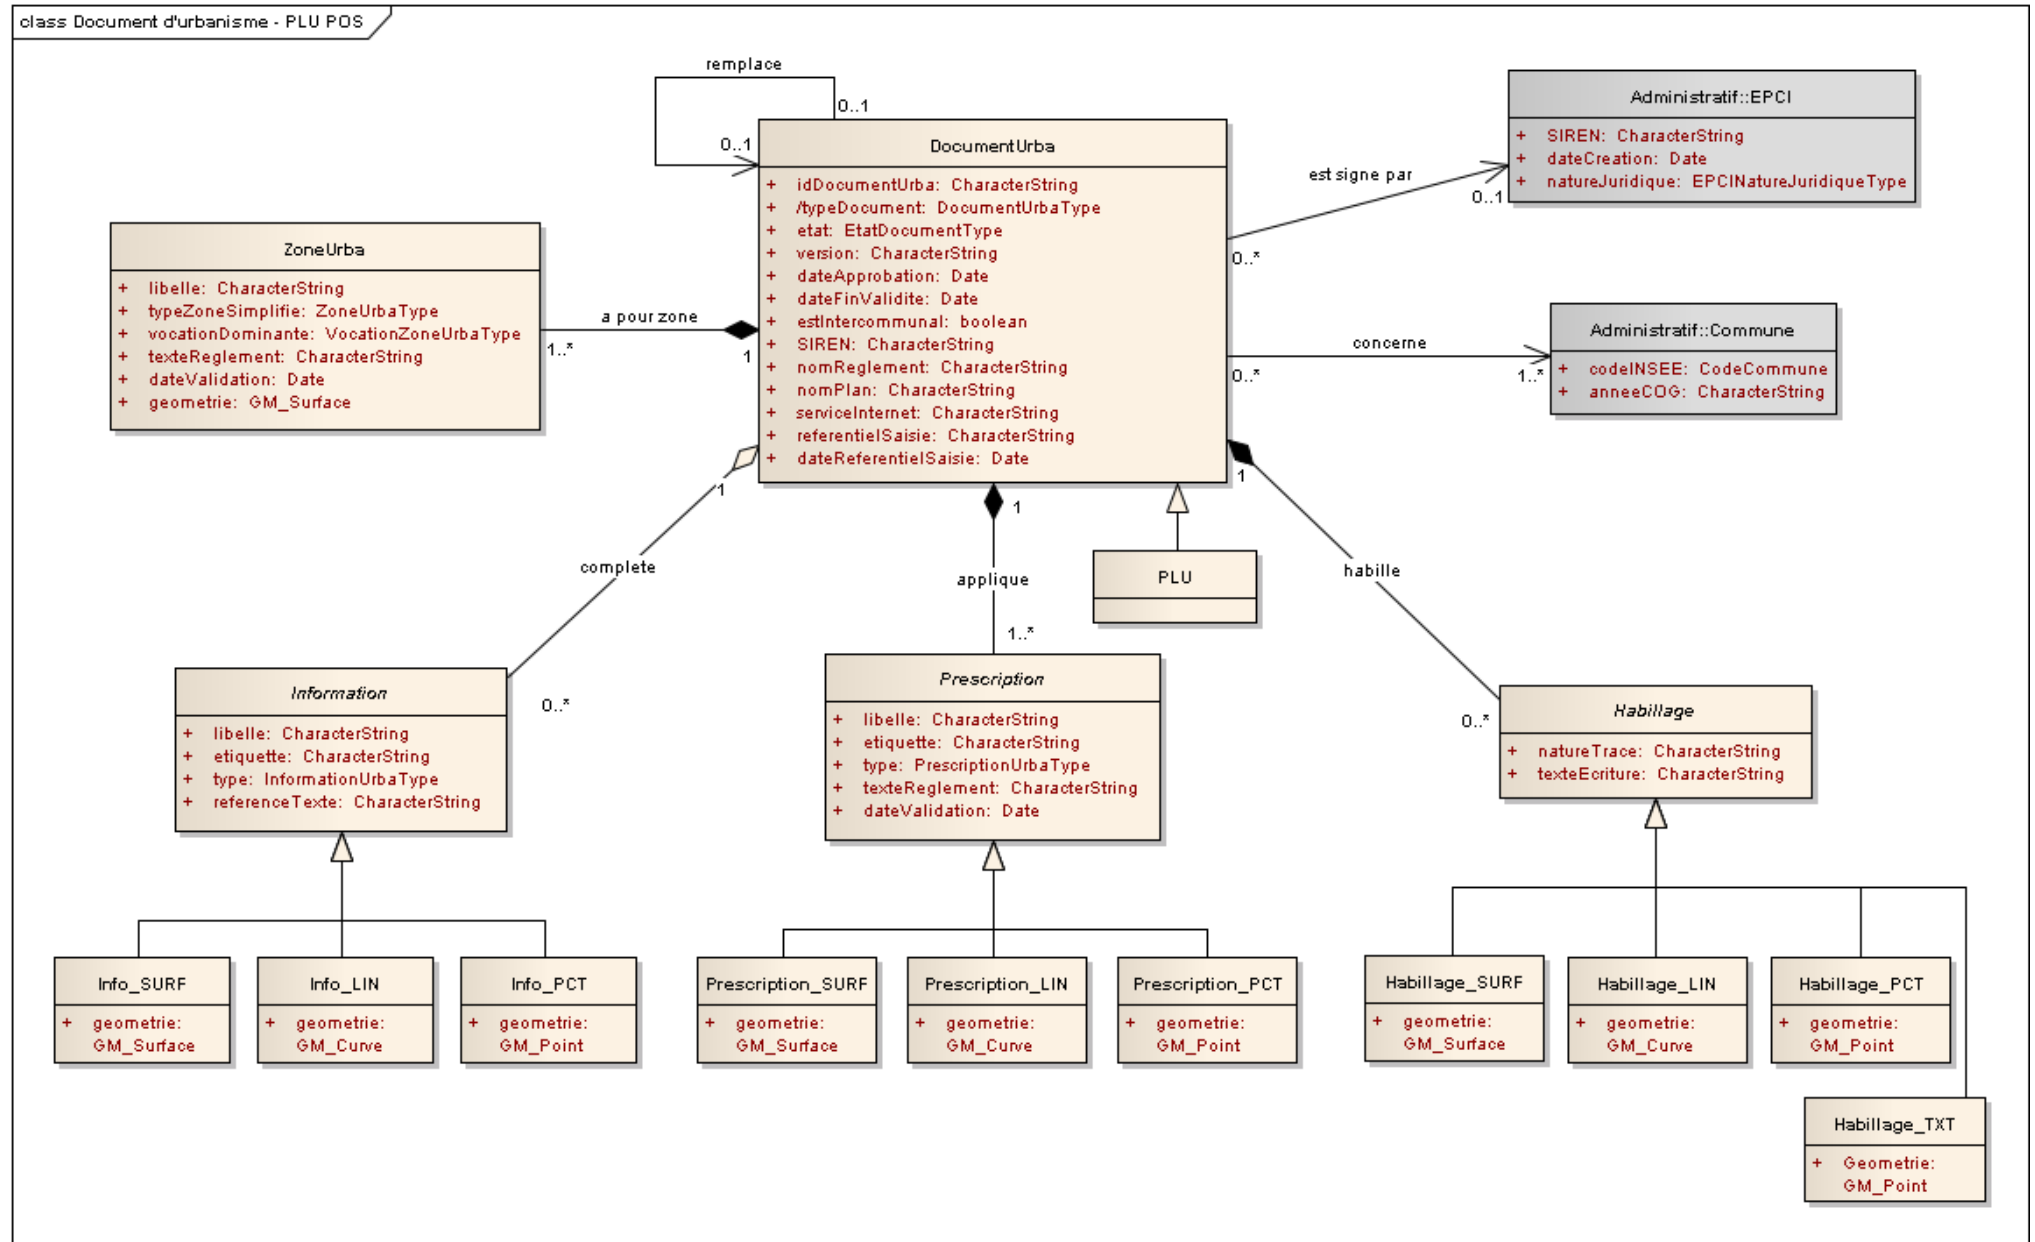 class Document d'urbanisme - PLU POS
remplace
0..1
0..1
DocumentUrba
+ idDocumentUrba: CharacterString
+ /typeDocument: DocumentUrbaType
+ etat: EtatDocumentType
+ version: CharacterString
+ dateApprobation: Date
+ dateFinValidite: Date
+ estIntercommunal: boolean
+ SIREN: CharacterString
+ nomReglement: CharacterString
+ nomPlan: CharacterString
+ serviceInternet: CharacterString
+ referentielSaisie: CharacterString
+ dateReferentielSaisie: Date
Administratif::EPCI
+ SIREN: CharacterString
+ dateCreation: Date
+ natureJuridique: EPCINatureJuridiqueType
est signe par
0..1
0..*
ZoneUrba
+ libelle: CharacterString
+ typeZoneSimplifie: ZoneUrbaType
+ vocationDominante: VocationZoneUrbaType
+ texteReglement: CharacterString
+ dateValidation: Date
+ geometrie: GM_Surface
a pour zone
1..*
1
Administratif::Commune
+ codeINSEE: CodeCommune
+ anneeCOG: CharacterString
concerne
0..*
1..*
1
complete
0..*
1
applique
1..*
PLU
1
habille
0..*
Information
+ libelle: CharacterString
+ etiquette: CharacterString
+ type: InformationUrbaType
+ referenceTexte: CharacterString
Prescription
+ libelle: CharacterString
+ etiquette: CharacterString
+ type: PrescriptionUrbaType
+ texteReglement: CharacterString
+ dateValidation: Date
Habillage
+ natureTrace: CharacterString
+ texteEcriture: CharacterString
Info_SURF
+ geometrie:
GM_Surface
Info_LIN
+ geometrie:
GM_Curve
Info_PCT
+ geometrie:
GM_Point
Prescription_SURF
+ geometrie:
GM_Surface
Prescription_LIN
+ geometrie:
GM_Curve
Prescription_PCT
+ geometrie:
GM_Point
Habillage_SURF
+ geometrie:
GM_Surface
Habillage_LIN
+ geometrie:
GM_Curve
Habillage_PCT
+ geometrie:
GM_Point
Habillage_TXT
+ Geometrie:
GM_Point